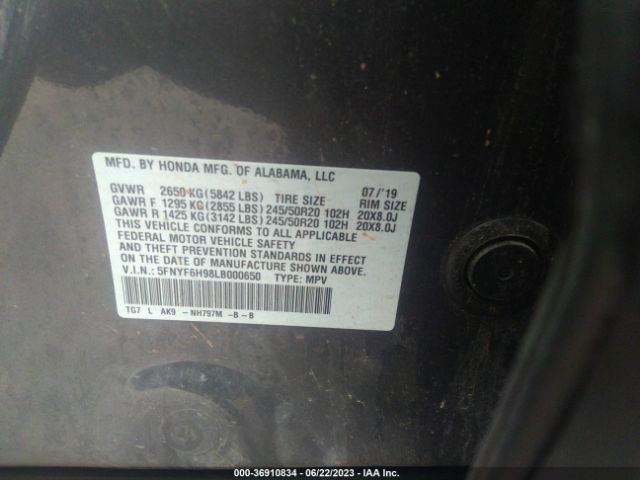 MFD. BY HONDA MFG. OF ALABAMA, LLC
GVWR 2650 KG(5842 LBS) TIRE SIZE 07/'19 RIM SIZE
GAWR F 1295 KG(2855 LBS)245/50R20 102H 20X8.0J
GAWR R 1425 KG(3142 LBS)245/50R20 102H 20X8.0J
THIS VEHICLE CONFORMS TO ALL APPLICABLE
FEDERAL MOTOR VEHICLE SAFETY
AND THEFT PREVENTION STANDARDS IN EFFECT
ON THE DATE OF MANUFACTURE SHOWN ABOVE.
V.I.N.: 5FNYF6H98LB000650 TYPE: MPV
TG7 L AK9 -NH797M -B-B
000-36910834 - 06/22/2023 - IAA Inc.